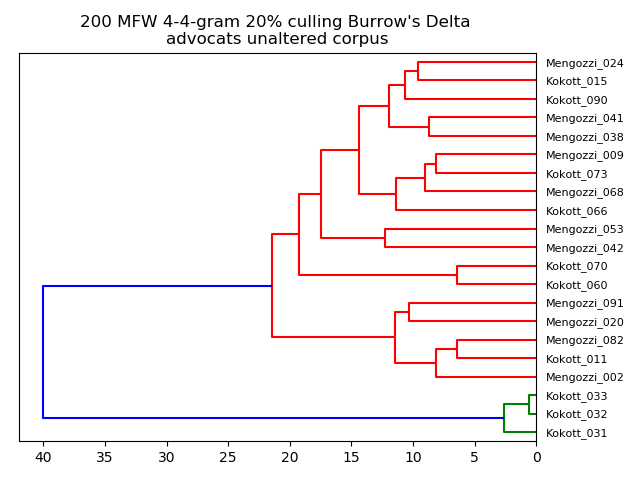 200 MFW 4-4-gram 20% culling Burrow's Delta
advocats unaltered corpus
Mengozzi_024
Kokott_015
Kokott_090
Mengozzi_041
Mengozzi_038
Mengozzi_009
Kokott_073
Mengozzi_068
Kokott_066
Mengozzi_053
Mengozzi_042
Kokott_070
Kokott_060
Mengozzi_091
Mengozzi_020
Mengozzi_082
Kokott_011
Mengozzi_002
Kokott_033
Kokott_032
Kokott_031
40 35 30 25 20 15 10 5 0